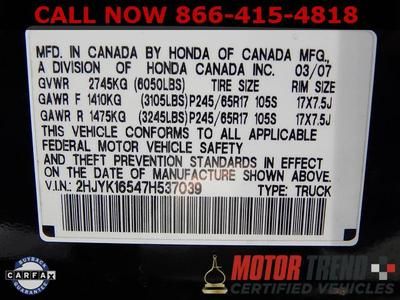 CALL NOW 866-415-4818
MFD. IN CANADA BY HONDA OF CANADA MFG.,
A DIVISION OF HONDA CANADA INC. 03/07
GVWR 2745KG (6050LBS) TIRE SIZE RIM SIZE
GAWR F 1410KG (3105LBS) P245/65R17 105S 17X7.5J
GAWR R 1475KG (3245LBS) P245/65R17 105S 17X7.5J
THIS VEHICLE CONFORMS TO ALL APPLICABLE
FEDERAL MOTOR VEHICLE SAFETY
AND THEFT PREVENTION STANDARDS IN EFFECT
ON THE DATE OF MANUFACTURE SHOWN ABOVE.
V.I.N.: 2HJYK16547H537039 TYPE: TRUCK
BUYBACK
CARFAX
GUARANTEE
MOTOR TREND
CERTIFIED VEHICLES